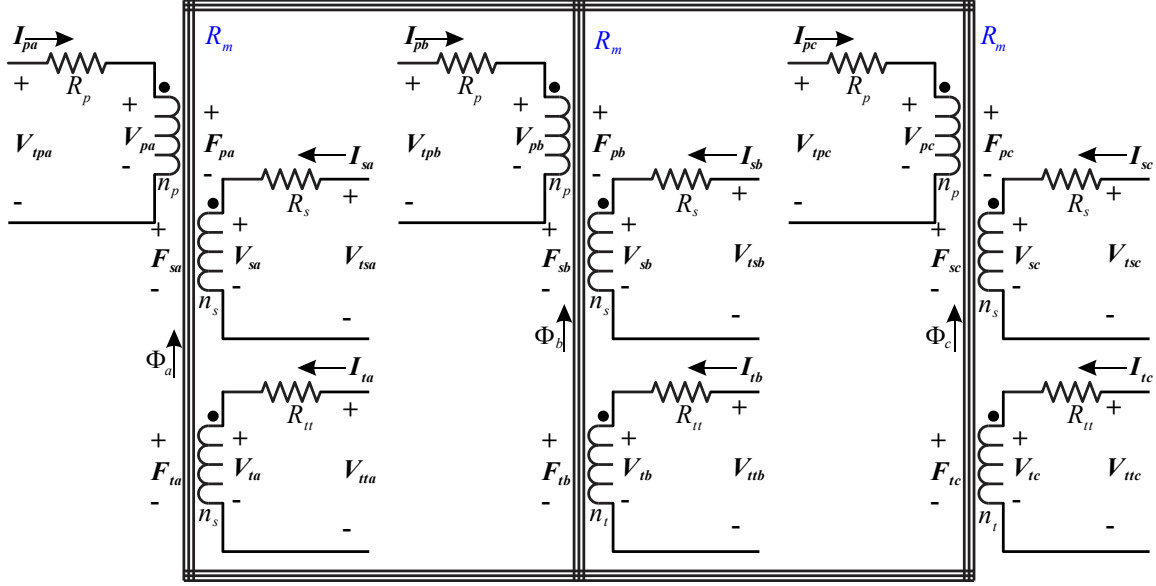 I_pa I_pb I_pc
R_m R_m R_m
+ R_p + R_p + R_p
+ + + + + +
V_tpa V_pa F_pa V_tpb V_pb F_pb V_tpc V_pc F_pc
- - - - - -
I_sa I_sb I_sc
n_p n_p n_p
- R_s + - R_s + - R_s +
+ + + + + +
F_sa V_sa V_tsa F_sb V_sb V_tsb F_sc V_sc V_tsc
- - - - - -
n_s n_s n_s
- - -
Φ_a Φ_b Φ_c
I_ta I_tb I_tc
R_tt + R_tt + R_tt +
+ + + + + +
F_ta V_ta V_tta F_tb V_tb V_ttb F_tc V_tc V_ttc
- - - - - -
n_s n_t n_t
- - -